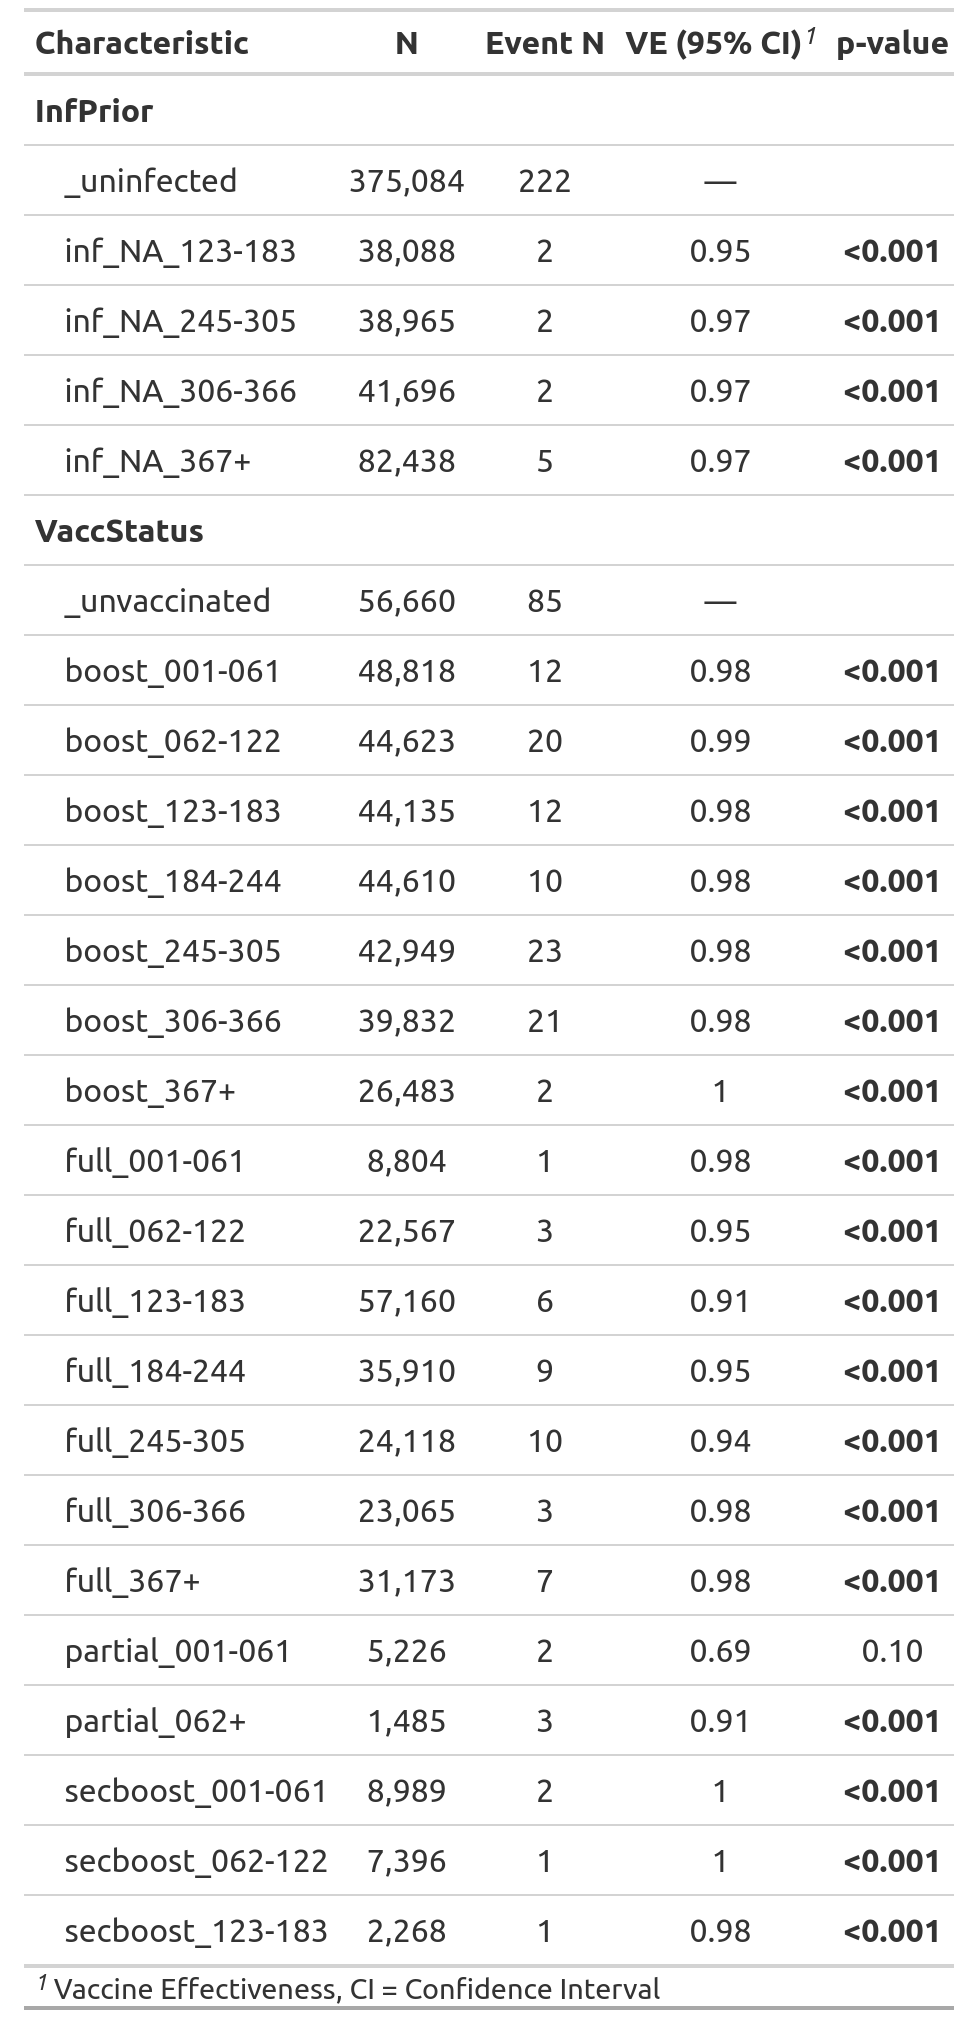 Characteristic N Event N VE (95% CI)¹ p-value
InfPrior
_uninfected 375,084 222 —
inf_NA_123-183 38,088 2 0.95 <0.001
inf_NA_245-305 38,965 2 0.97 <0.001
inf_NA_306-366 41,696 2 0.97 <0.001
inf_NA_367+ 82,438 5 0.97 <0.001
VaccStatus
_unvaccinated 56,660 85 —
boost_001-061 48,818 12 0.98 <0.001
boost_062-122 44,623 20 0.99 <0.001
boost_123-183 44,135 12 0.98 <0.001
boost_184-244 44,610 10 0.98 <0.001
boost_245-305 42,949 23 0.98 <0.001
boost_306-366 39,832 21 0.98 <0.001
boost_367+ 26,483 2 1 <0.001
full_001-061 8,804 1 0.98 <0.001
full_062-122 22,567 3 0.95 <0.001
full_123-183 57,160 6 0.91 <0.001
full_184-244 35,910 9 0.95 <0.001
full_245-305 24,118 10 0.94 <0.001
full_306-366 23,065 3 0.98 <0.001
full_367+ 31,173 7 0.98 <0.001
partial_001-061 5,226 2 0.69 0.10
partial_062+ 1,485 3 0.91 <0.001
secboost_001-061 8,989 2 1 <0.001
secboost_062-122 7,396 1 1 <0.001
secboost_123-183 2,268 1 0.98 <0.001
¹ Vaccine Effectiveness, CI = Confidence Interval